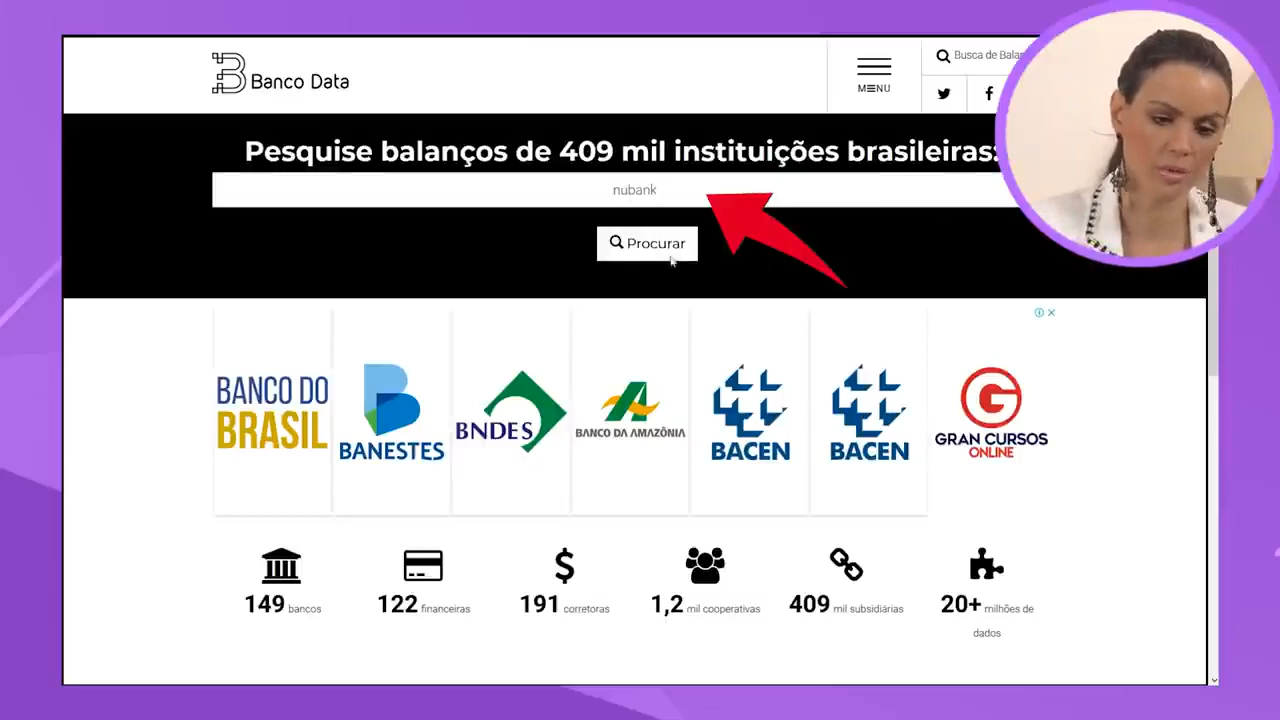 Banco Data
MENU
Busca de
Pesquise balanços de 409 mil instituições brasileiras:
nubank
Procurar
BANCO DO
BRASIL
BANESTES
BNDES
BANCO DA AMAZÔNIA
BACEN
BACEN
GRAN CURSOS
ONLINE
149 bancos
122 financeiras
191 corretoras
1,2 mil cooperativas
409 mil subsidiárias
20+ milhões de
dados